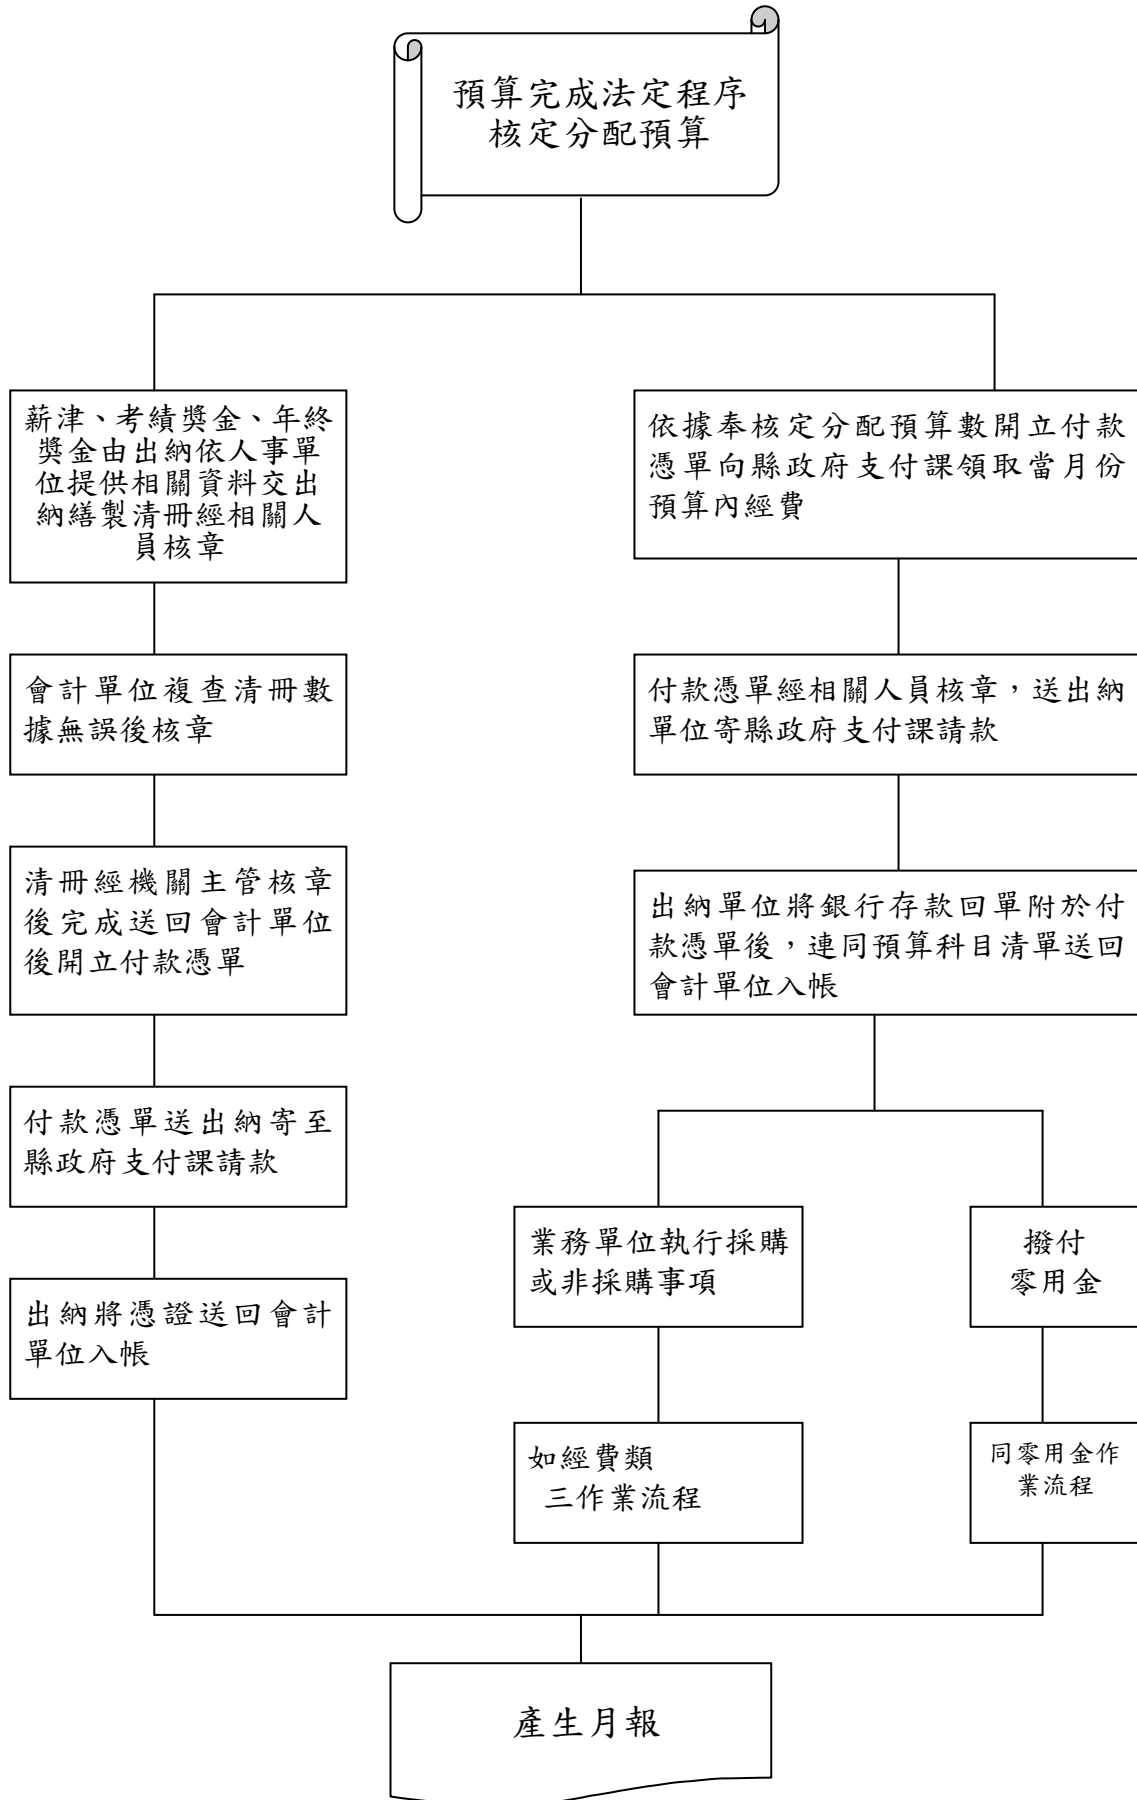 預算完成法定程序
核定分配預算
薪津、考績獎金、年終
獎金由出納依人事單
位提供相關資料交出
納繕製清冊經相關人
員核章
會計單位複查清冊數
據無誤後核章
清冊經機關主管核章
後完成送回會計單位
後開立付款憑單
付款憑單送出納寄至
縣政府支付課請款
出納將憑證送回會計
單位入帳
依據奉核定分配預算數開立付款
憑單向縣政府支付課領取當月份
預算內經費
付款憑單經相關人員核章，送出納
單位寄縣政府支付課請款
出納單位將銀行存款回單附於付
款憑單後，連同預算科目清單送回
會計單位入帳
業務單位執行採購
或非採購事項
如經費類
三作業流程
撥付
零用金
同零用金作
業流程
產生月報